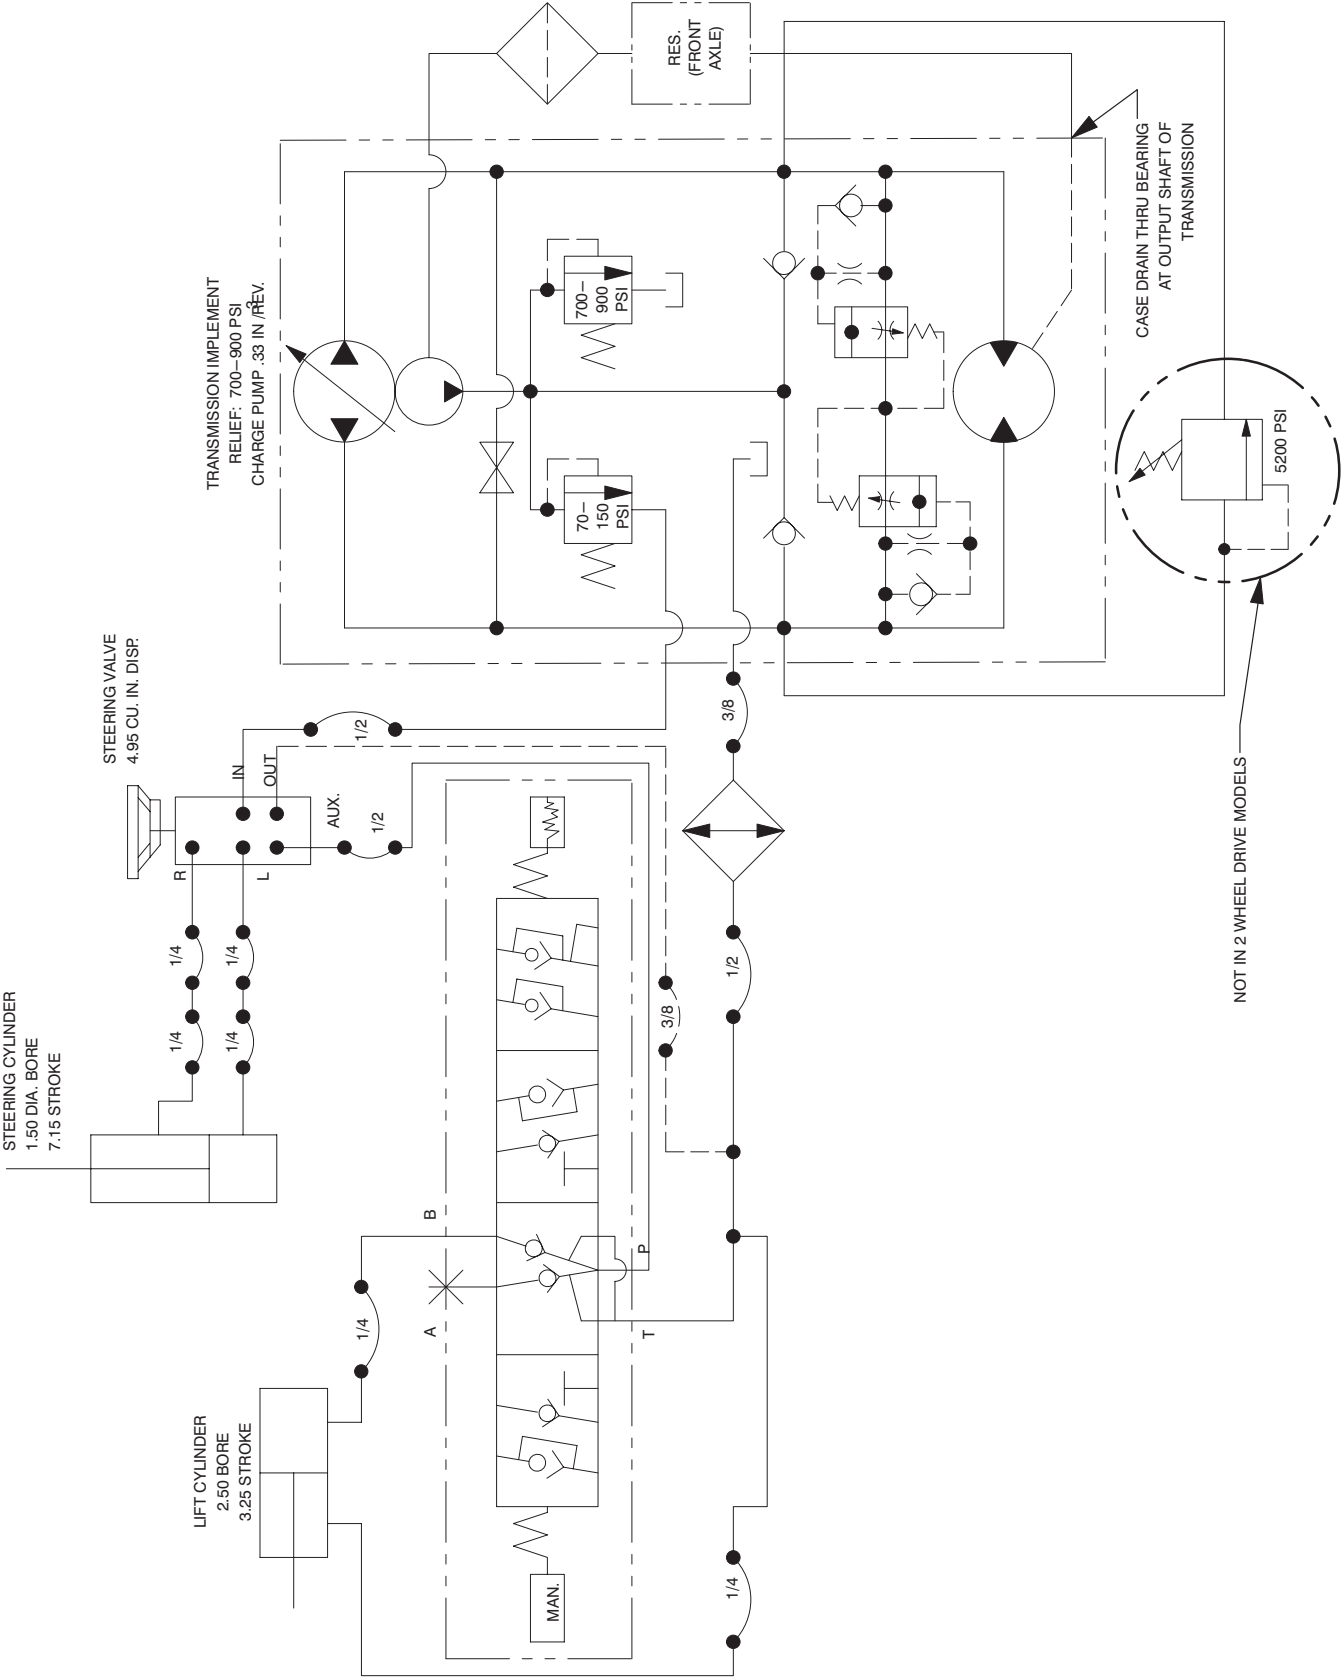 STEERING CYLINDER
1.50 DIA. BORE
7.15 STROKE
LIFT CYLINDER
2.50 BORE
3.25 STROKE
STEERING VALVE
4.95 CU. IN. DISP.
R
L
IN
OUT
AUX.
1/4
1/4
1/4
1/4
1/2
1/2
1/4
A
B
P
T
MAN.
3/8
1/2
3/8
1/4
TRANSMISSION IMPLEMENT
RELIEF: 700–900 PSI
CHARGE PUMP .33 IN³/REV.
70–
150
PSI
700–
900
PSI
RES.
(FRONT
AXLE)
CASE DRAIN THRU BEARING
AT OUTPUT SHAFT OF
TRANSMISSION
5200 PSI
NOT IN 2 WHEEL DRIVE MODELS